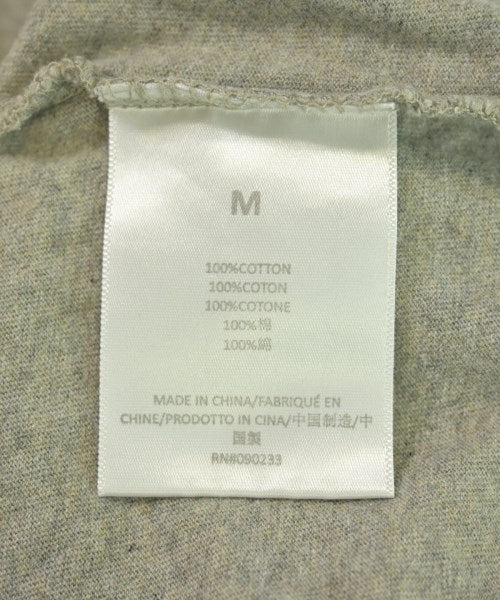 M
100%COTTON
100%COTON
100%COTONE
100%棉
100%綿
MADE IN CHINA/FABRIQUÉ EN
CHINE/PRODOTTO IN CINA/中国制造/中
国製
RN#090233